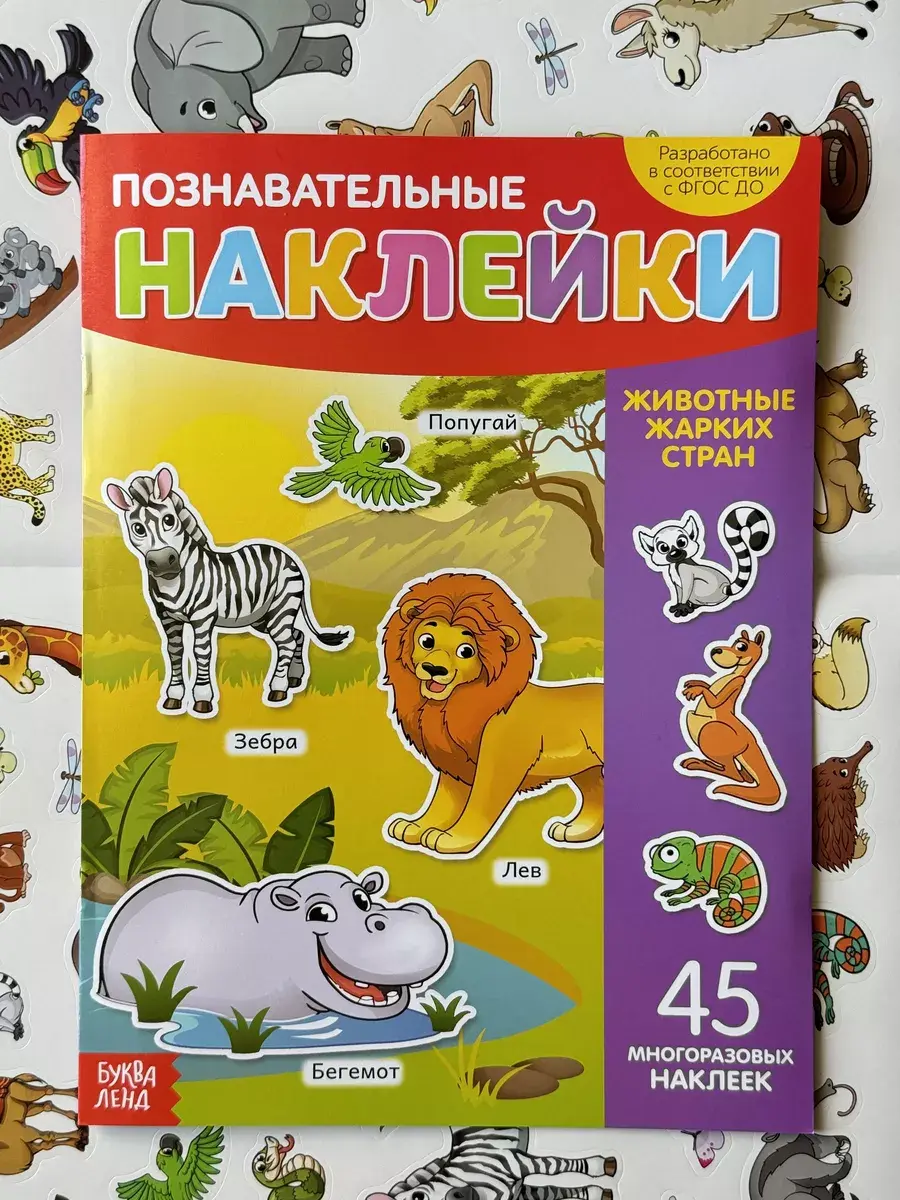 Разработано
в соответствии
с ФГОС ДО
ПОЗНАВАТЕЛЬНЫЕ
НАКЛЕЙКИ
ЖИВОТНЫЕ
ЖАРКИХ
СТРАН
Попугай
Зебра
Лев
Бегемот
45
МНОГОРАЗОВЫХ
НАКЛЕЕК
БУКВА
ЛЕНД